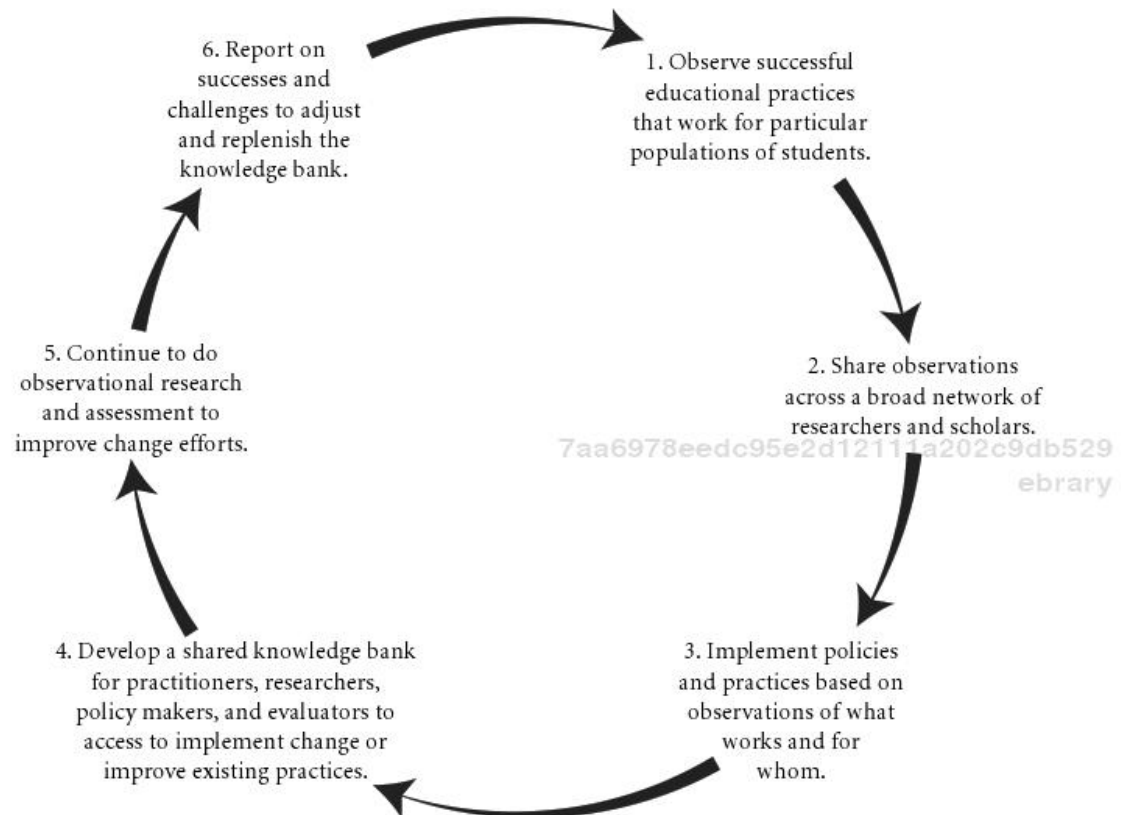 1. Observe successful
educational practices
that work for particular
populations of students.
2. Share observations
across a broad network of
researchers and scholars.
3. Implement policies
and practices based on
observations of what
works and for
whom.
4. Develop a shared knowledge bank
for practitioners, researchers,
policy makers, and evaluators to
access to implement change or
improve existing practices.
5. Continue to do
observational research
and assessment to
improve change efforts.
6. Report on
successes and
challenges to adjust
and replenish the
knowledge bank.
7aa6978eedc95e2d12111a202c9db529
ebrary